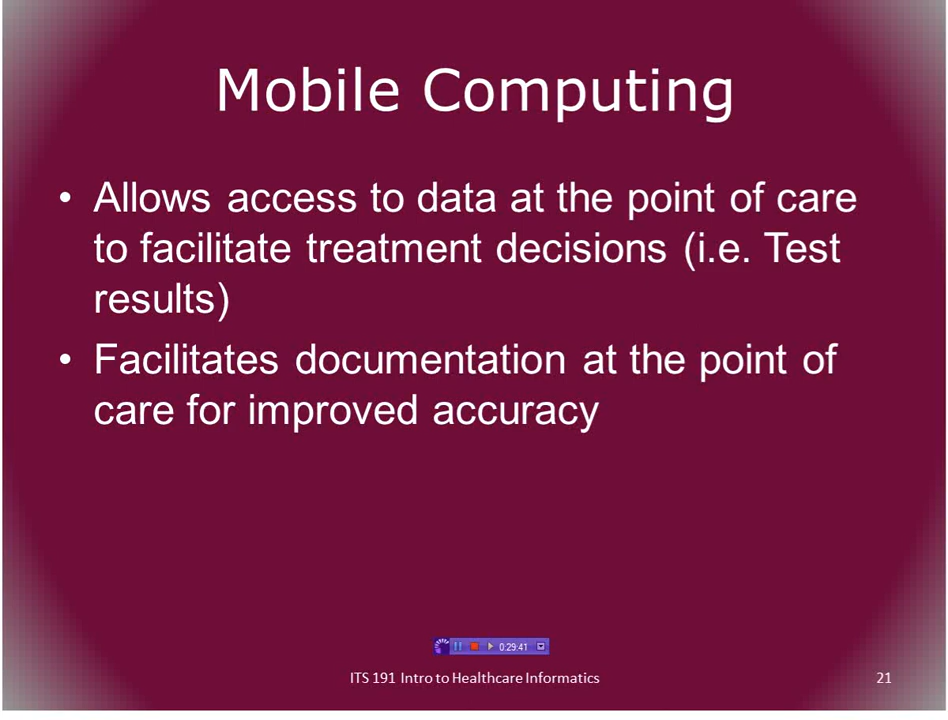 Mobile Computing
• Allows access to data at the point of care
to facilitate treatment decisions (i.e. Test
results)
• Facilitates documentation at the point of
care for improved accuracy
0:29:41
ITS 191 Intro to Healthcare Informatics 21